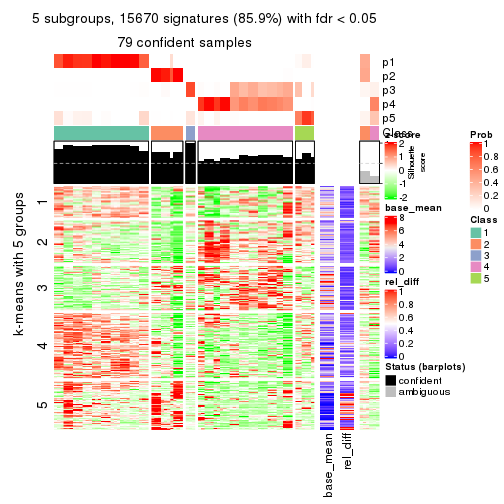 5 subgroups, 15670 signatures (85.9%) with fdr < 0.05
79 confident samples
p1
p2
p3
p4
p5
Class
k-means with 5 groups
1
2
3
4
5
base_mean
rel_diff
Silhouette
score
z-score
2
1
0
-1
-2
base_mean
8
6
4
2
0
rel_diff
1
0.8
0.6
0.4
0.2
0
Status (barplots)
confident
ambiguous
Prob
1
0.8
0.6
0.4
0.2
0
Class
1
2
3
4
5